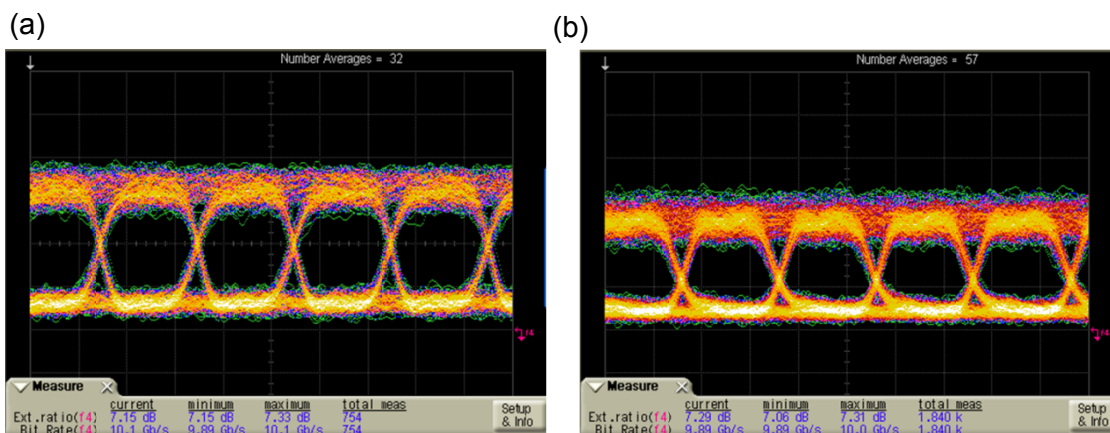 (a)
Number Averages = 32
f4
Measure
current minimum maximum total meas
Ext.ratio(f4) 7.15 dB 7.15 dB 7.33 dB 754
Bit Rate(f4) 10.1 Gb/s 9.89 Gb/s 10.1 Gb/s 754
Setup
& Info
(b)
Number Averages = 57
f4
Measure
current minimum maximum total meas
Ext.ratio(f4) 7.29 dB 7.06 dB 7.31 dB 1.840 k
Bit Rate(f4) 9.89 Gb/s 9.89 Gb/s 10.0 Gb/s 1.840 k
Setup
& Info